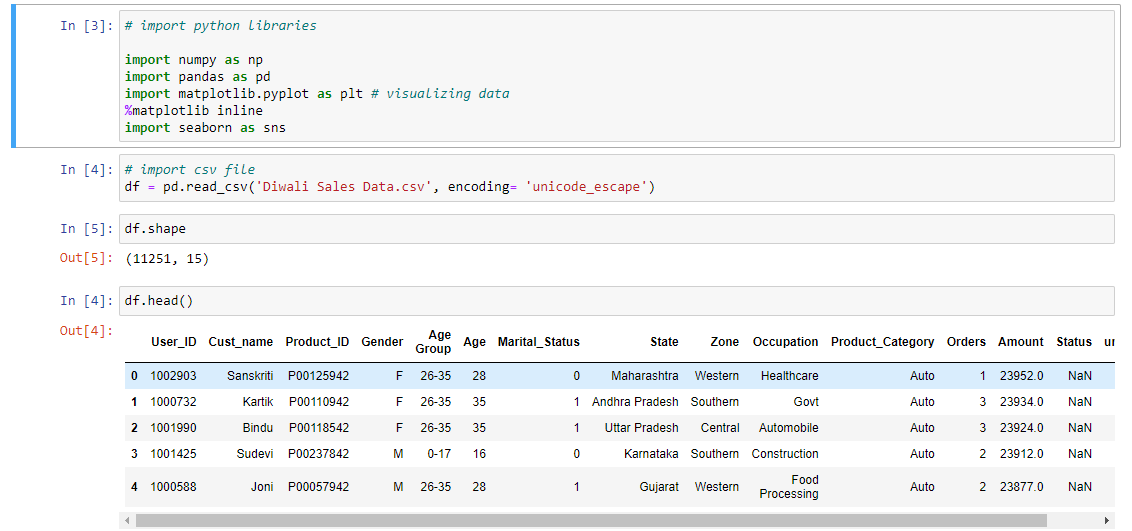 In [3]: # import python libraries
import numpy as np
import pandas as pd
import matplotlib.pyplot as plt # visualizing data
%matplotlib inline
import seaborn as sns
In [4]: # import csv file
df = pd.read_csv('Diwali Sales Data.csv', encoding= 'unicode_escape')
In [5]: df.shape
Out[5]: (11251, 15)
In [4]: df.head()
Out[4]:
User_ID Cust_name Product_ID Gender Age Group Age Marital_Status State Zone Occupation Product_Category Orders Amount Status
0 1002903 Sanskriti P00125942 F 26-35 28 0 Maharashtra Western Healthcare Auto 1 23952.0 NaN
1 1000732 Kartik P00110942 F 26-35 35 1 Andhra Pradesh Southern Govt Auto 3 23934.0 NaN
2 1001990 Bindu P00118542 F 26-35 35 1 Uttar Pradesh Central Automobile Auto 3 23924.0 NaN
3 1001425 Sudevi P00237842 M 0-17 16 0 Karnataka Southern Construction Auto 2 23912.0 NaN
4 1000588 Joni P00057942 M 26-35 28 1 Gujarat Western Food Processing Auto 2 23877.0 NaN